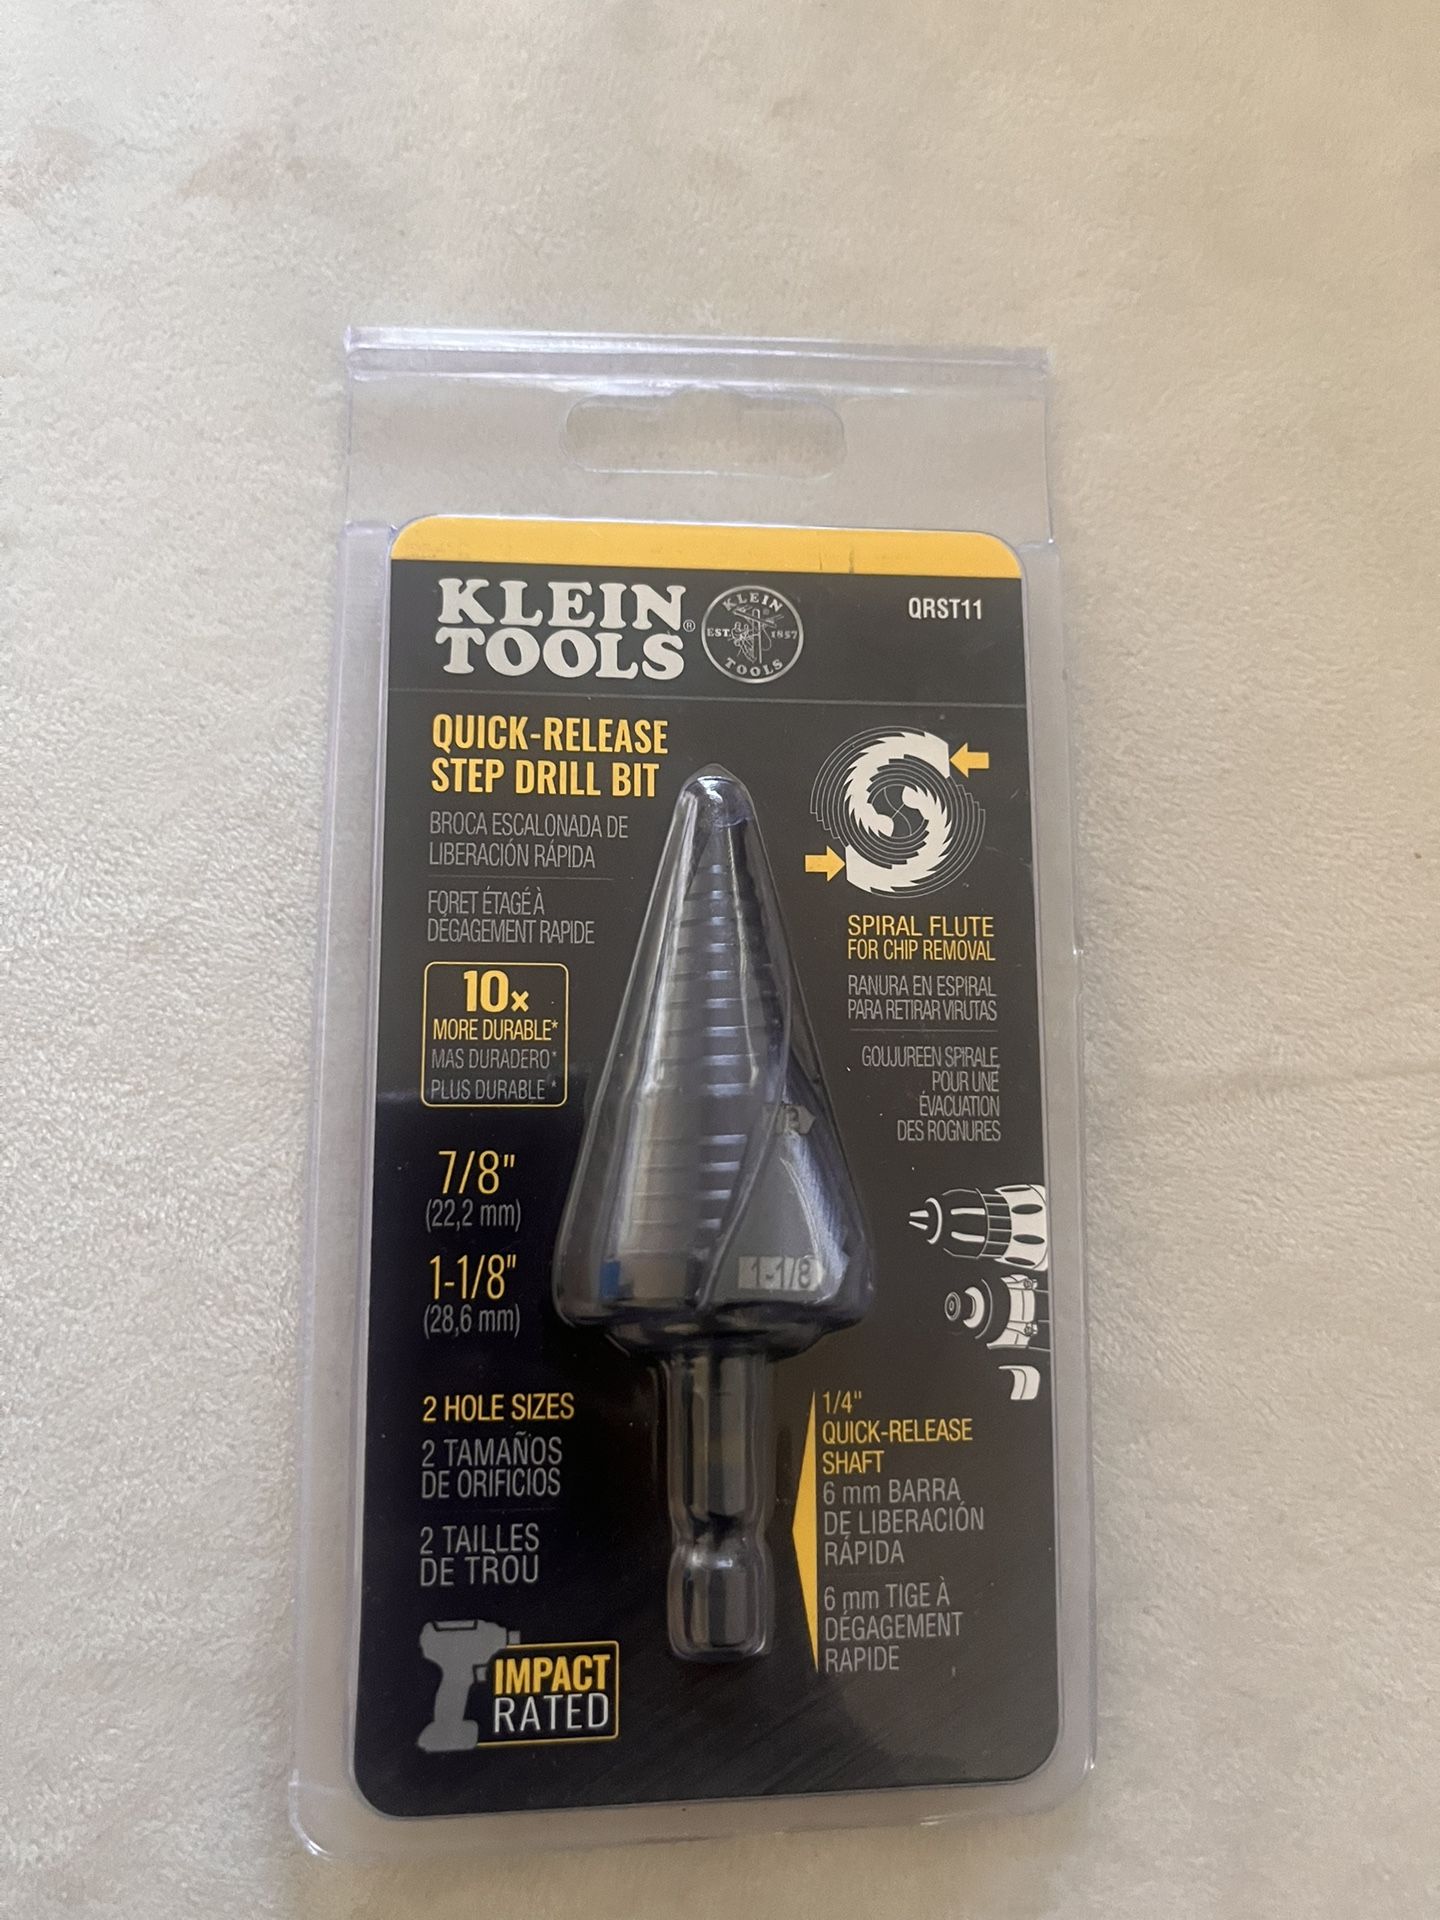 KLEIN
TOOLS®
KLEIN
EST. 1857
TOOLS
QRST11
QUICK-RELEASE
STEP DRILL BIT
BROCA ESCALONADA DE
LIBERACIÓN RÁPIDA
FORET ÉTAGÉ À
DÉGAGEMENT RAPIDE
10x
MORE DURABLE*
MAS DURADERO*
PLUS DURABLE*
7/8"
(22,2 mm)
1-1/8"
(28,6 mm)
2 HOLE SIZES
2 TAMAÑOS
DE ORIFICIOS
2 TAILLES
DE TROU
IMPACT
RATED
SPIRAL FLUTE
FOR CHIP REMOVAL
RANURA EN ESPIRAL
PARA RETIRAR VIRUTAS
GOUJUREEN SPIRALE,
POUR UNE
ÉVACUATION
DES ROGNURES
1-1/8
1/4"
QUICK-RELEASE
SHAFT
6 mm BARRA
DE LIBERACIÓN
RÁPIDA
6 mm TIGE À
DÉGAGEMENT
RAPIDE